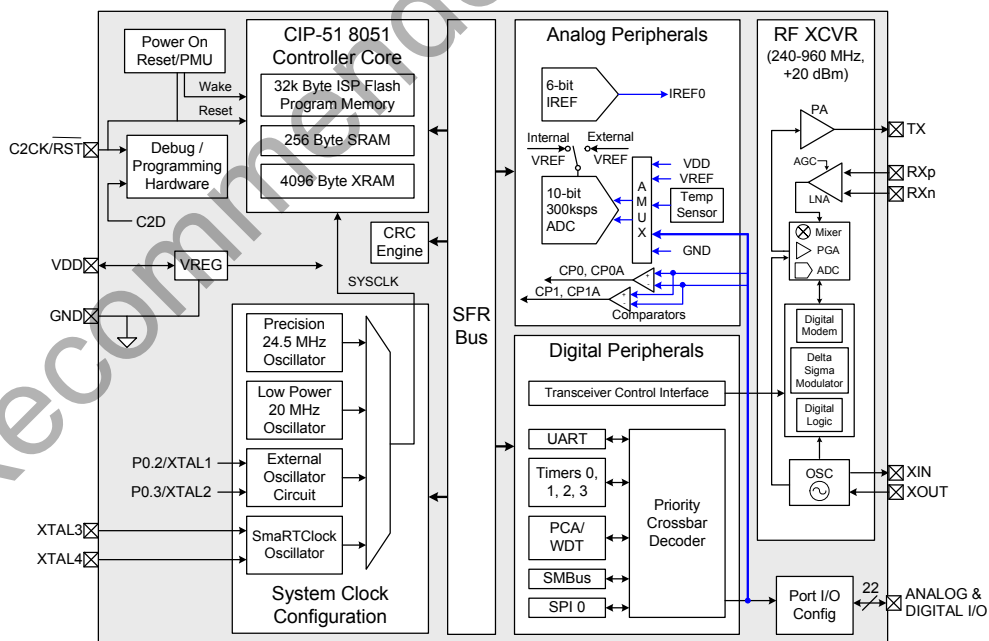 Power On
Reset/PMU
Wake
Reset
C2CK/RST
Debug /
Programming
Hardware
C2D
VDD
VREG
GND
CIP-51 8051
Controller Core
32k Byte ISP Flash
Program Memory
256 Byte SRAM
4096 Byte XRAM
CRC
Engine
SYSCLK
Precision
24.5 MHz
Oscillator
Low Power
20 MHz
Oscillator
P0.2/XTAL1
P0.3/XTAL2
External
Oscillator
Circuit
XTAL3
XTAL4
SmaRTClock
Oscillator
System Clock
Configuration
SFR
Bus
Analog Peripherals
6-bit
IREF
IREF0
Internal
VREF
External
VREF
10-bit
300ksps
ADC
A
M
U
X
VDD
VREF
Temp
Sensor
GND
CP0, CP0A
+
-
CP1, CP1A
+
-
Comparators
Digital Peripherals
Transceiver Control Interface
UART
Timers 0,
1, 2, 3
PCA/
WDT
SMBus
SPI 0
Priority
Crossbar
Decoder
RF XCVR
(240-960 MHz,
+20 dBm)
PA
TX
AGC
LNA
RXp
RXn
Mixer
PGA
ADC
Digital
Modem
Delta
Sigma
Modulator
Digital
Logic
OSC
XIN
XOUT
Port I/O
Config
22
ANALOG &
DIGITAL I/O
Recommende